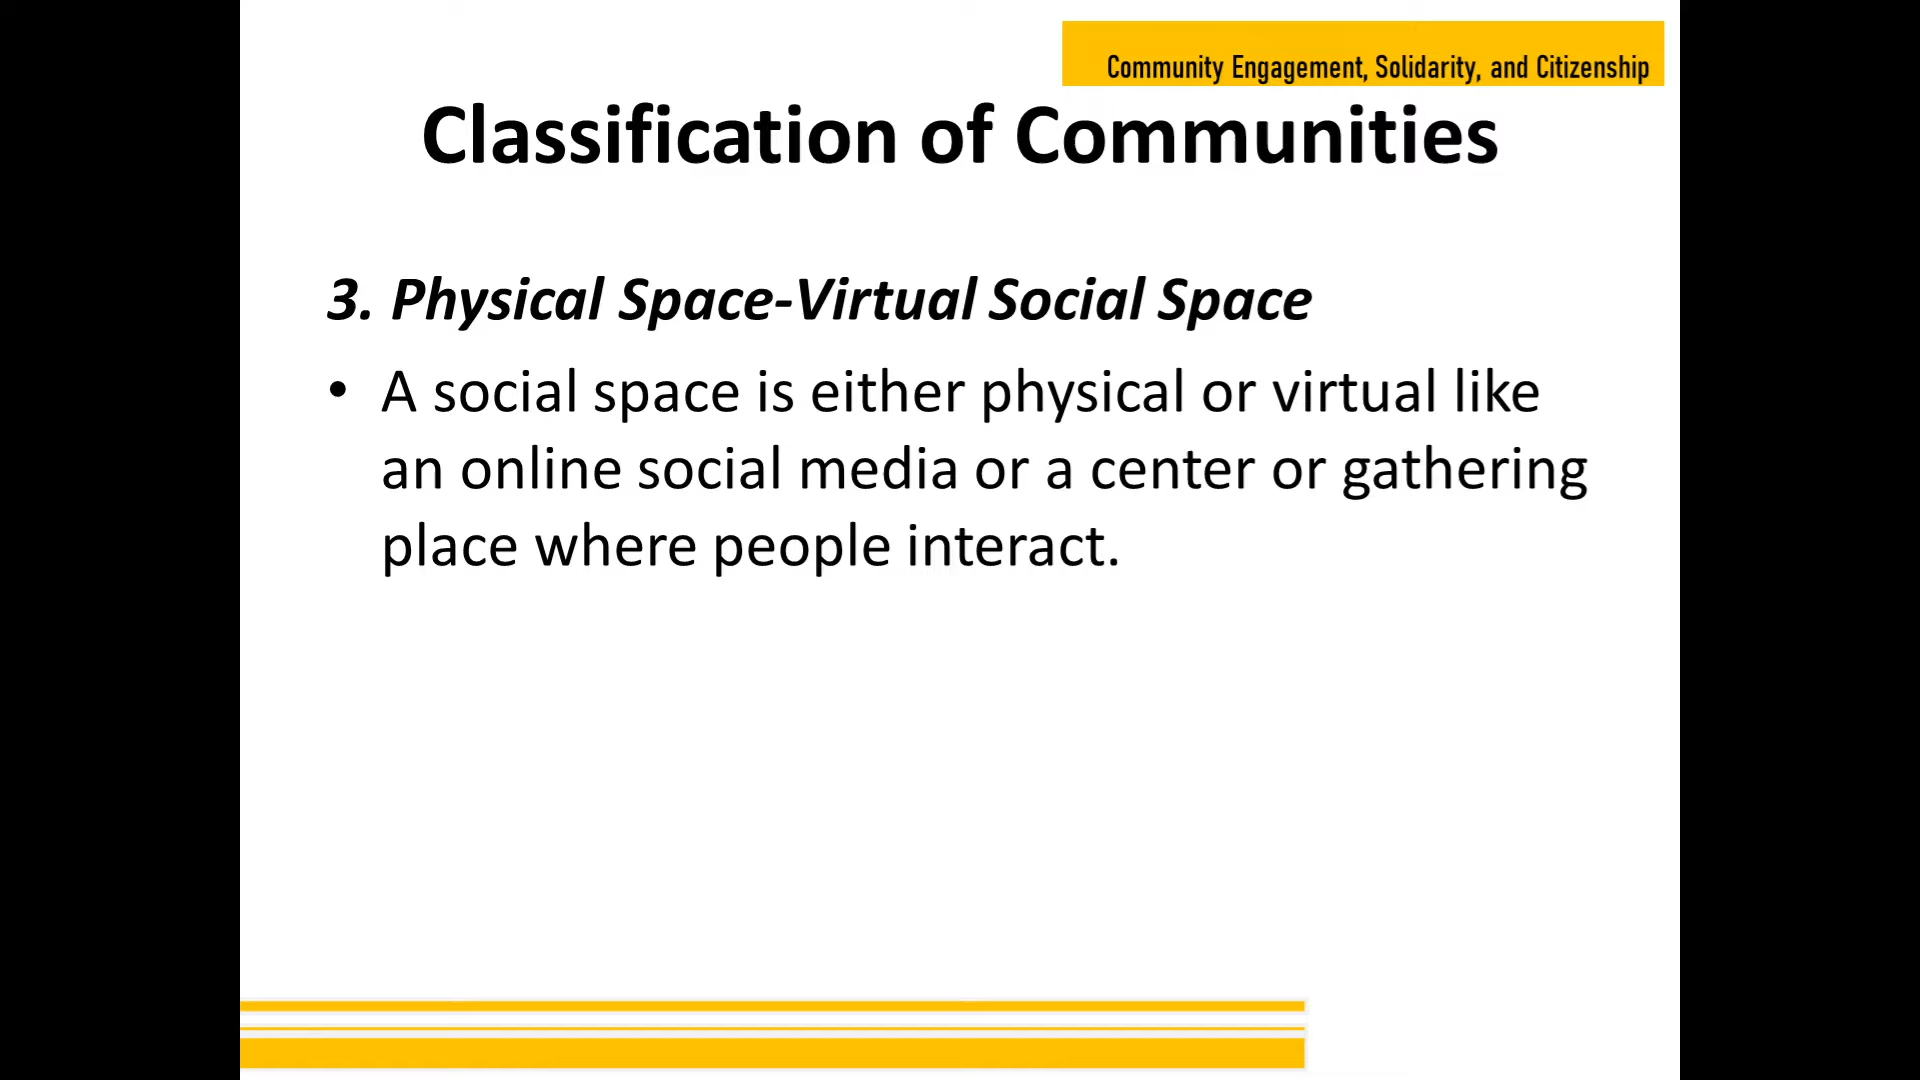 Community Engagement, Solidarity, and Citizenship
Classification of Communities
3. Physical Space-Virtual Social Space
• A social space is either physical or virtual like
an online social media or a center or gathering
place where people interact.